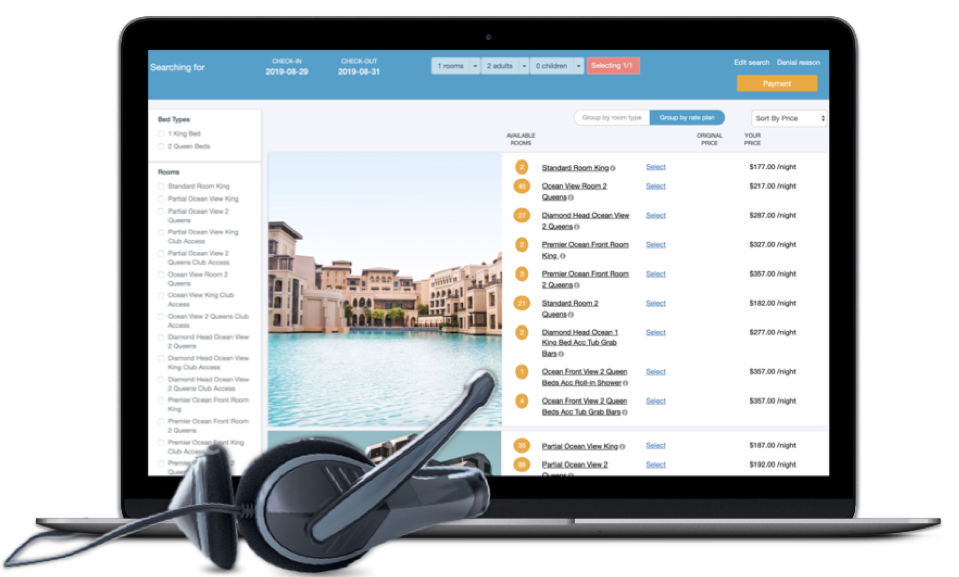 Searching for
CHECK-IN
2019-08-29
CHECK-OUT
2019-08-31
1 rooms
2 adults
0 children
Selecting 1/1
Edit search
Denial reason
Payment
Group by room type
Group by rate plan
Sort By Price
Bed Types
1 King Bed
2 Queen Beds
Rooms
Standard Room King
Partial Ocean View King
Partial Ocean View 2
Queens
Partial Ocean View King
Club Access
Partial Ocean View 2
Queens Club Access
Ocean View Room 2
Queens
Ocean View King Club
Access
Ocean View 2 Queens Club
Access
Diamond Head Ocean View
2 Queens
Diamond Head Ocean View
King Club Access
Diamond Head Ocean View
2 Queens Club Access
Premier Ocean Front Room
King
Premier Ocean Front Room
2 Queens
Premier Ocean Front King
Club
AVAILABLE
ROOMS
ORIGINAL
PRICE
YOUR
PRICE
2 Standard Room King Select $177.00 /night
Ocean View Room 2 Select $217.00 /night
Queens
27 Diamond Head Ocean View Select $287.00 /night
2 Queens
2 Premier Ocean Front Room Select $327.00 /night
King
Premier Ocean Front Room Select $357.00 /night
2 Queens
21 Standard Room 2 Select $182.00 /night
Queens
2 Diamond Head Ocean 1 Select $277.00 /night
King Bed Acc Tub Grab
Bars
1 Ocean Front View 2 Queen Select $357.00 /night
Beds Acc Roll-in Shower
4 Ocean Front View 2 Queen Select $357.00 /night
Beds Acc Tub Grab Bars
Partial Ocean View King Select $187.00 /night
Partial Ocean View 2 Select $192.00 /night